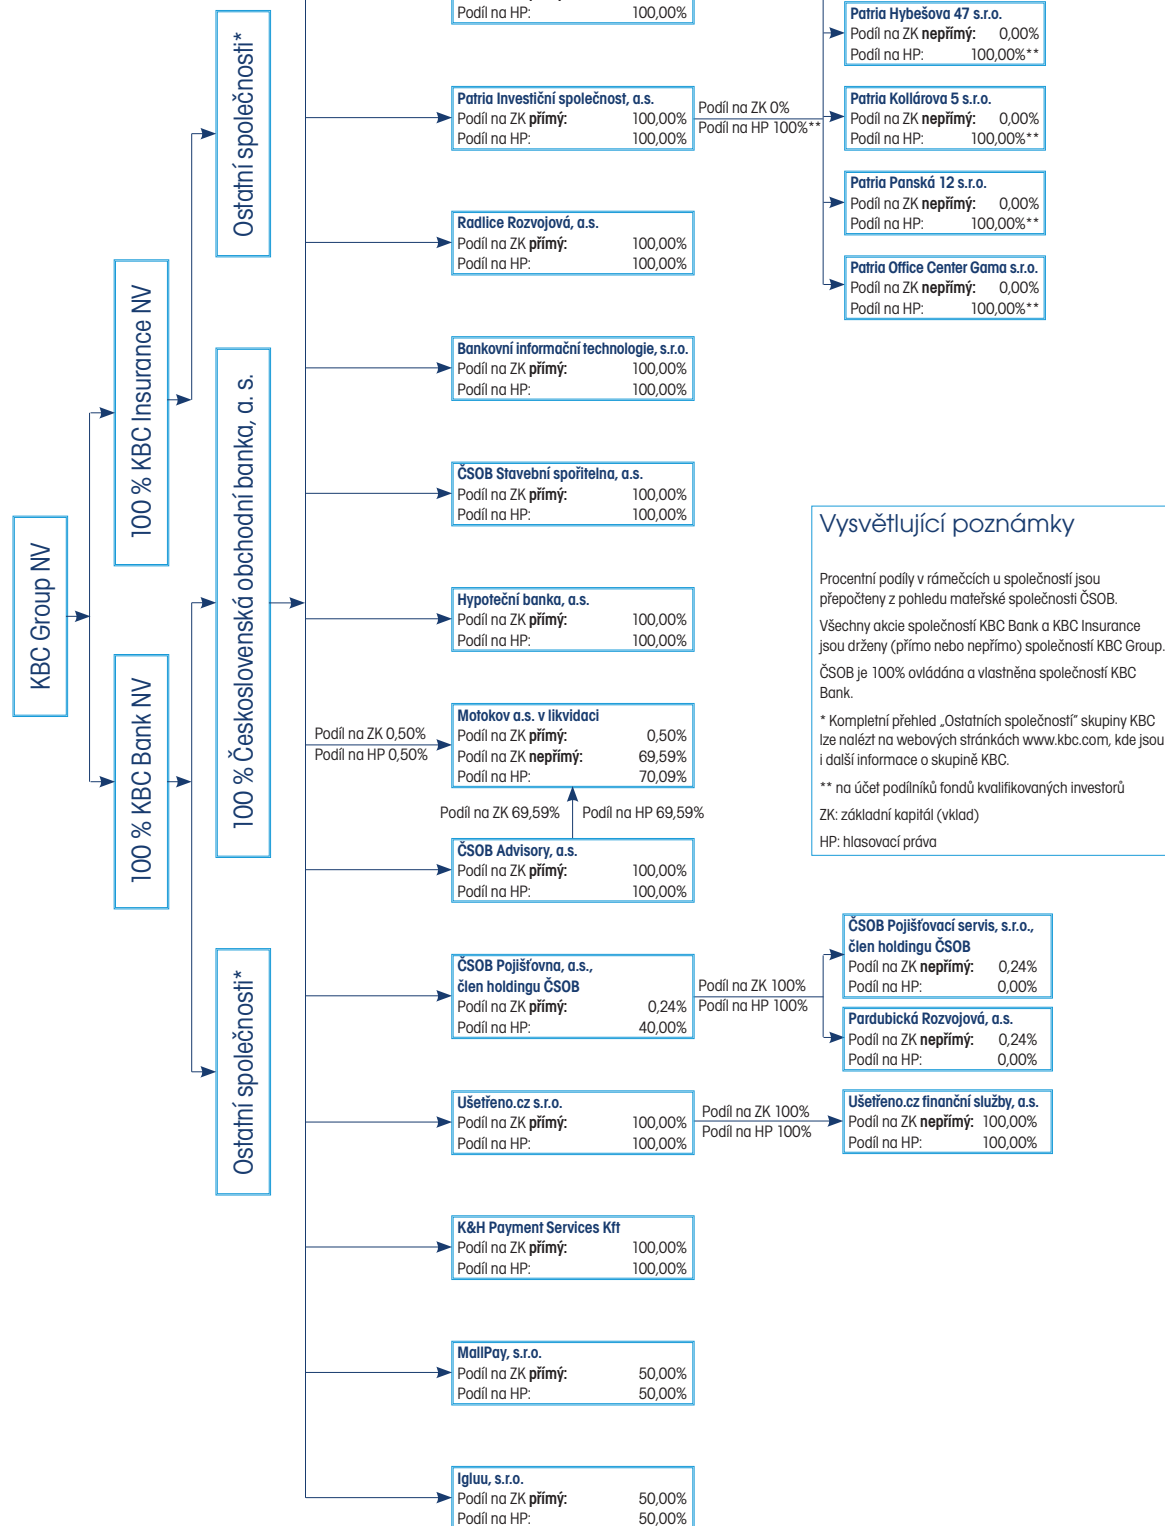 KBC Group NV
100 % KBC Insurance NV
100 % KBC Bank NV
Ostatní společnosti*
100 % Československá obchodní banka, a. s.
Ostatní společnosti*
Podíl na HP: 100,00%
Patria Investiční společnost, a.s.
Podíl na ZK přímý: 100,00%
Podíl na HP: 100,00%
Podíl na ZK 0%
Podíl na HP 100%**
Patria Hybešova 47 s.r.o.
Podíl na ZK nepřímý: 0,00%
Podíl na HP: 100,00%**
Patria Kollárova 5 s.r.o.
Podíl na ZK nepřímý: 0,00%
Podíl na HP: 100,00%**
Patria Panská 12 s.r.o.
Podíl na ZK nepřímý: 0,00%
Podíl na HP: 100,00%**
Patria Office Center Gama s.r.o.
Podíl na ZK nepřímý: 0,00%
Podíl na HP: 100,00%**
Radlice Rozvojová, a.s.
Podíl na ZK přímý: 100,00%
Podíl na HP: 100,00%
Bankovní informační technologie, s.r.o.
Podíl na ZK přímý: 100,00%
Podíl na HP: 100,00%
ČSOB Stavební spořitelna, a.s.
Podíl na ZK přímý: 100,00%
Podíl na HP: 100,00%
Hypoteční banka, a.s.
Podíl na ZK přímý: 100,00%
Podíl na HP: 100,00%
Podíl na ZK 0,50%
Podíl na HP 0,50%
Motokov a.s. v likvidaci
Podíl na ZK přímý: 0,50%
Podíl na ZK nepřímý: 69,59%
Podíl na HP: 70,09%
Podíl na ZK 69,59% Podíl na HP 69,59%
ČSOB Advisory, a.s.
Podíl na ZK přímý: 100,00%
Podíl na HP: 100,00%
ČSOB Pojišťovna, a.s.,
člen holdingu ČSOB
Podíl na ZK přímý: 0,24%
Podíl na HP: 40,00%
Podíl na ZK 100%
Podíl na HP 100%
ČSOB Pojišťovací servis, s.r.o.,
člen holdingu ČSOB
Podíl na ZK nepřímý: 0,24%
Podíl na HP: 0,00%
Pardubická Rozvojová, a.s.
Podíl na ZK nepřímý: 0,24%
Podíl na HP: 0,00%
Ušetřeno.cz s.r.o.
Podíl na ZK přímý: 100,00%
Podíl na HP: 100,00%
Podíl na ZK 100%
Podíl na HP 100%
Ušetřeno.cz finanční služby, a.s.
Podíl na ZK nepřímý: 100,00%
Podíl na HP: 100,00%
K&H Payment Services Kft
Podíl na ZK přímý: 100,00%
Podíl na HP: 100,00%
MallPay, s.r.o.
Podíl na ZK přímý: 50,00%
Podíl na HP: 50,00%
Igluu, s.r.o.
Podíl na ZK přímý: 50,00%
Podíl na HP: 50,00%
Vysvětlující poznámky
Procentní podíly v rámečcích u společností jsou
přepočteny z pohledu mateřské společnosti ČSOB.
Všechny akcie společností KBC Bank a KBC Insurance
jsou drženy (přímo nebo nepřímo) společností KBC Group.
ČSOB je 100% ovládána a vlastněna společností KBC
Bank.
* Kompletní přehled „Ostatních společností" skupiny KBC
lze nalézt na webových stránkách www.kbc.com, kde jsou
i další informace o skupině KBC.
** na účet podílníků fondů kvalifikovaných investorů
ZK: základní kapitál (vklad)
HP: hlasovací práva